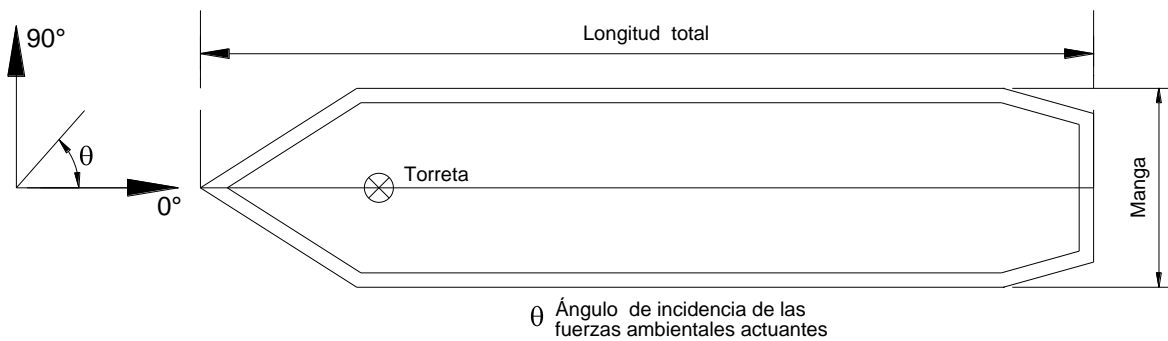 90°
Longitud total
θ
Torreta
0°
Manga
θ Ángulo de incidencia de las
fuerzas ambientales actuantes